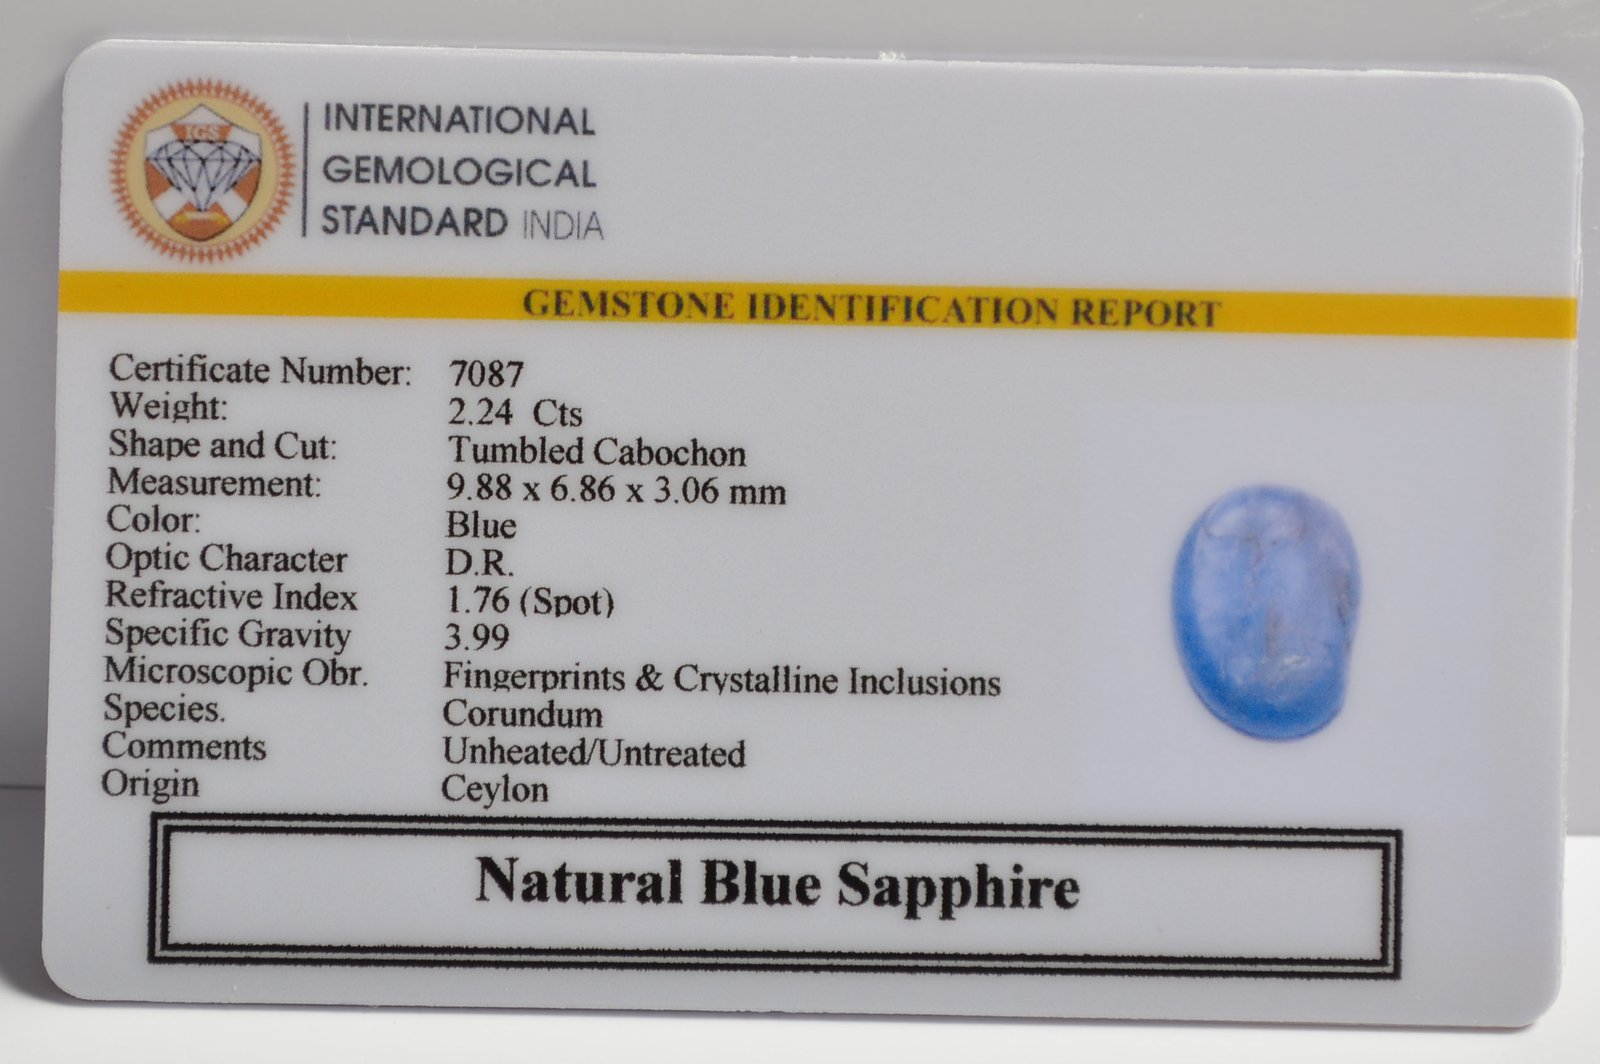 IGS
INTERNATIONAL
GEMOLOGICAL
STANDARD INDIA
GEMSTONE IDENTIFICATION REPORT
Certificate Number: 7087
Weight: 2.24 Cts
Shape and Cut: Tumbled Cabochon
Measurement: 9.88 x 6.86 x 3.06 mm
Color: Blue
Optic Character D.R.
Refractive Index 1.76 (Spot)
Specific Gravity 3.99
Microscopic Obr. Fingerprints & Crystalline Inclusions
Species. Corundum
Comments Unheated/Untreated
Origin Ceylon
Natural Blue Sapphire